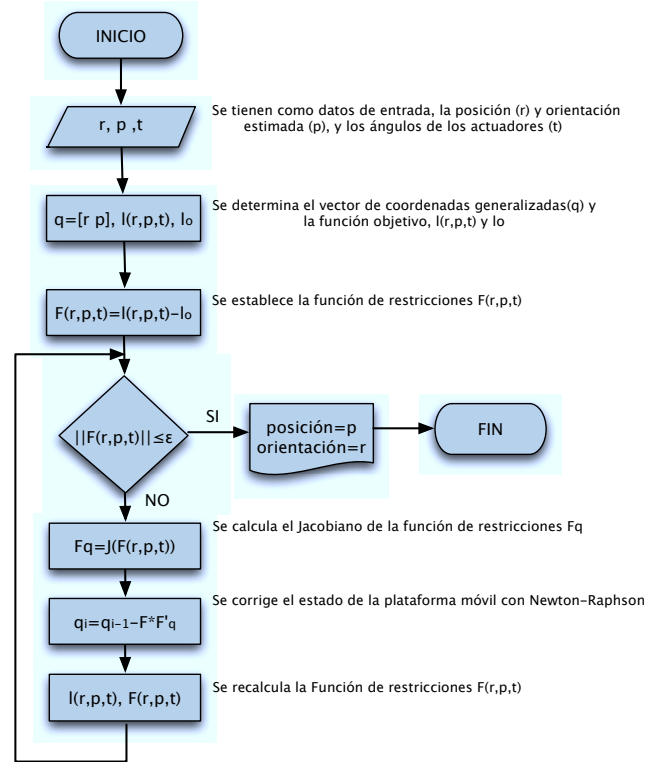 INICIO
r, p ,t
Se tienen como datos de entrada, la posición (r) y orientación
estimada (p), y los ángulos de los actuadores (t)
q=[r p], l(r,p,t), lo
Se determina el vector de coordenadas generalizadas(q) y
la función objetivo, l(r,p,t) y lo
F(r,p,t)=l(r,p,t)-lo
Se establece la función de restricciones F(r,p,t)
||F(r,p,t)||≤ε
SI
posición=p
orientación=r
FIN
NO
Fq=J(F(r,p,t))
Se calcula el Jacobiano de la función de restricciones Fq
qi=qi-1-F*F'q
Se corrige el estado de la plataforma móvil con Newton-Raphson
l(r,p,t), F(r,p,t)
Se recalcula la Función de restricciones F(r,p,t)